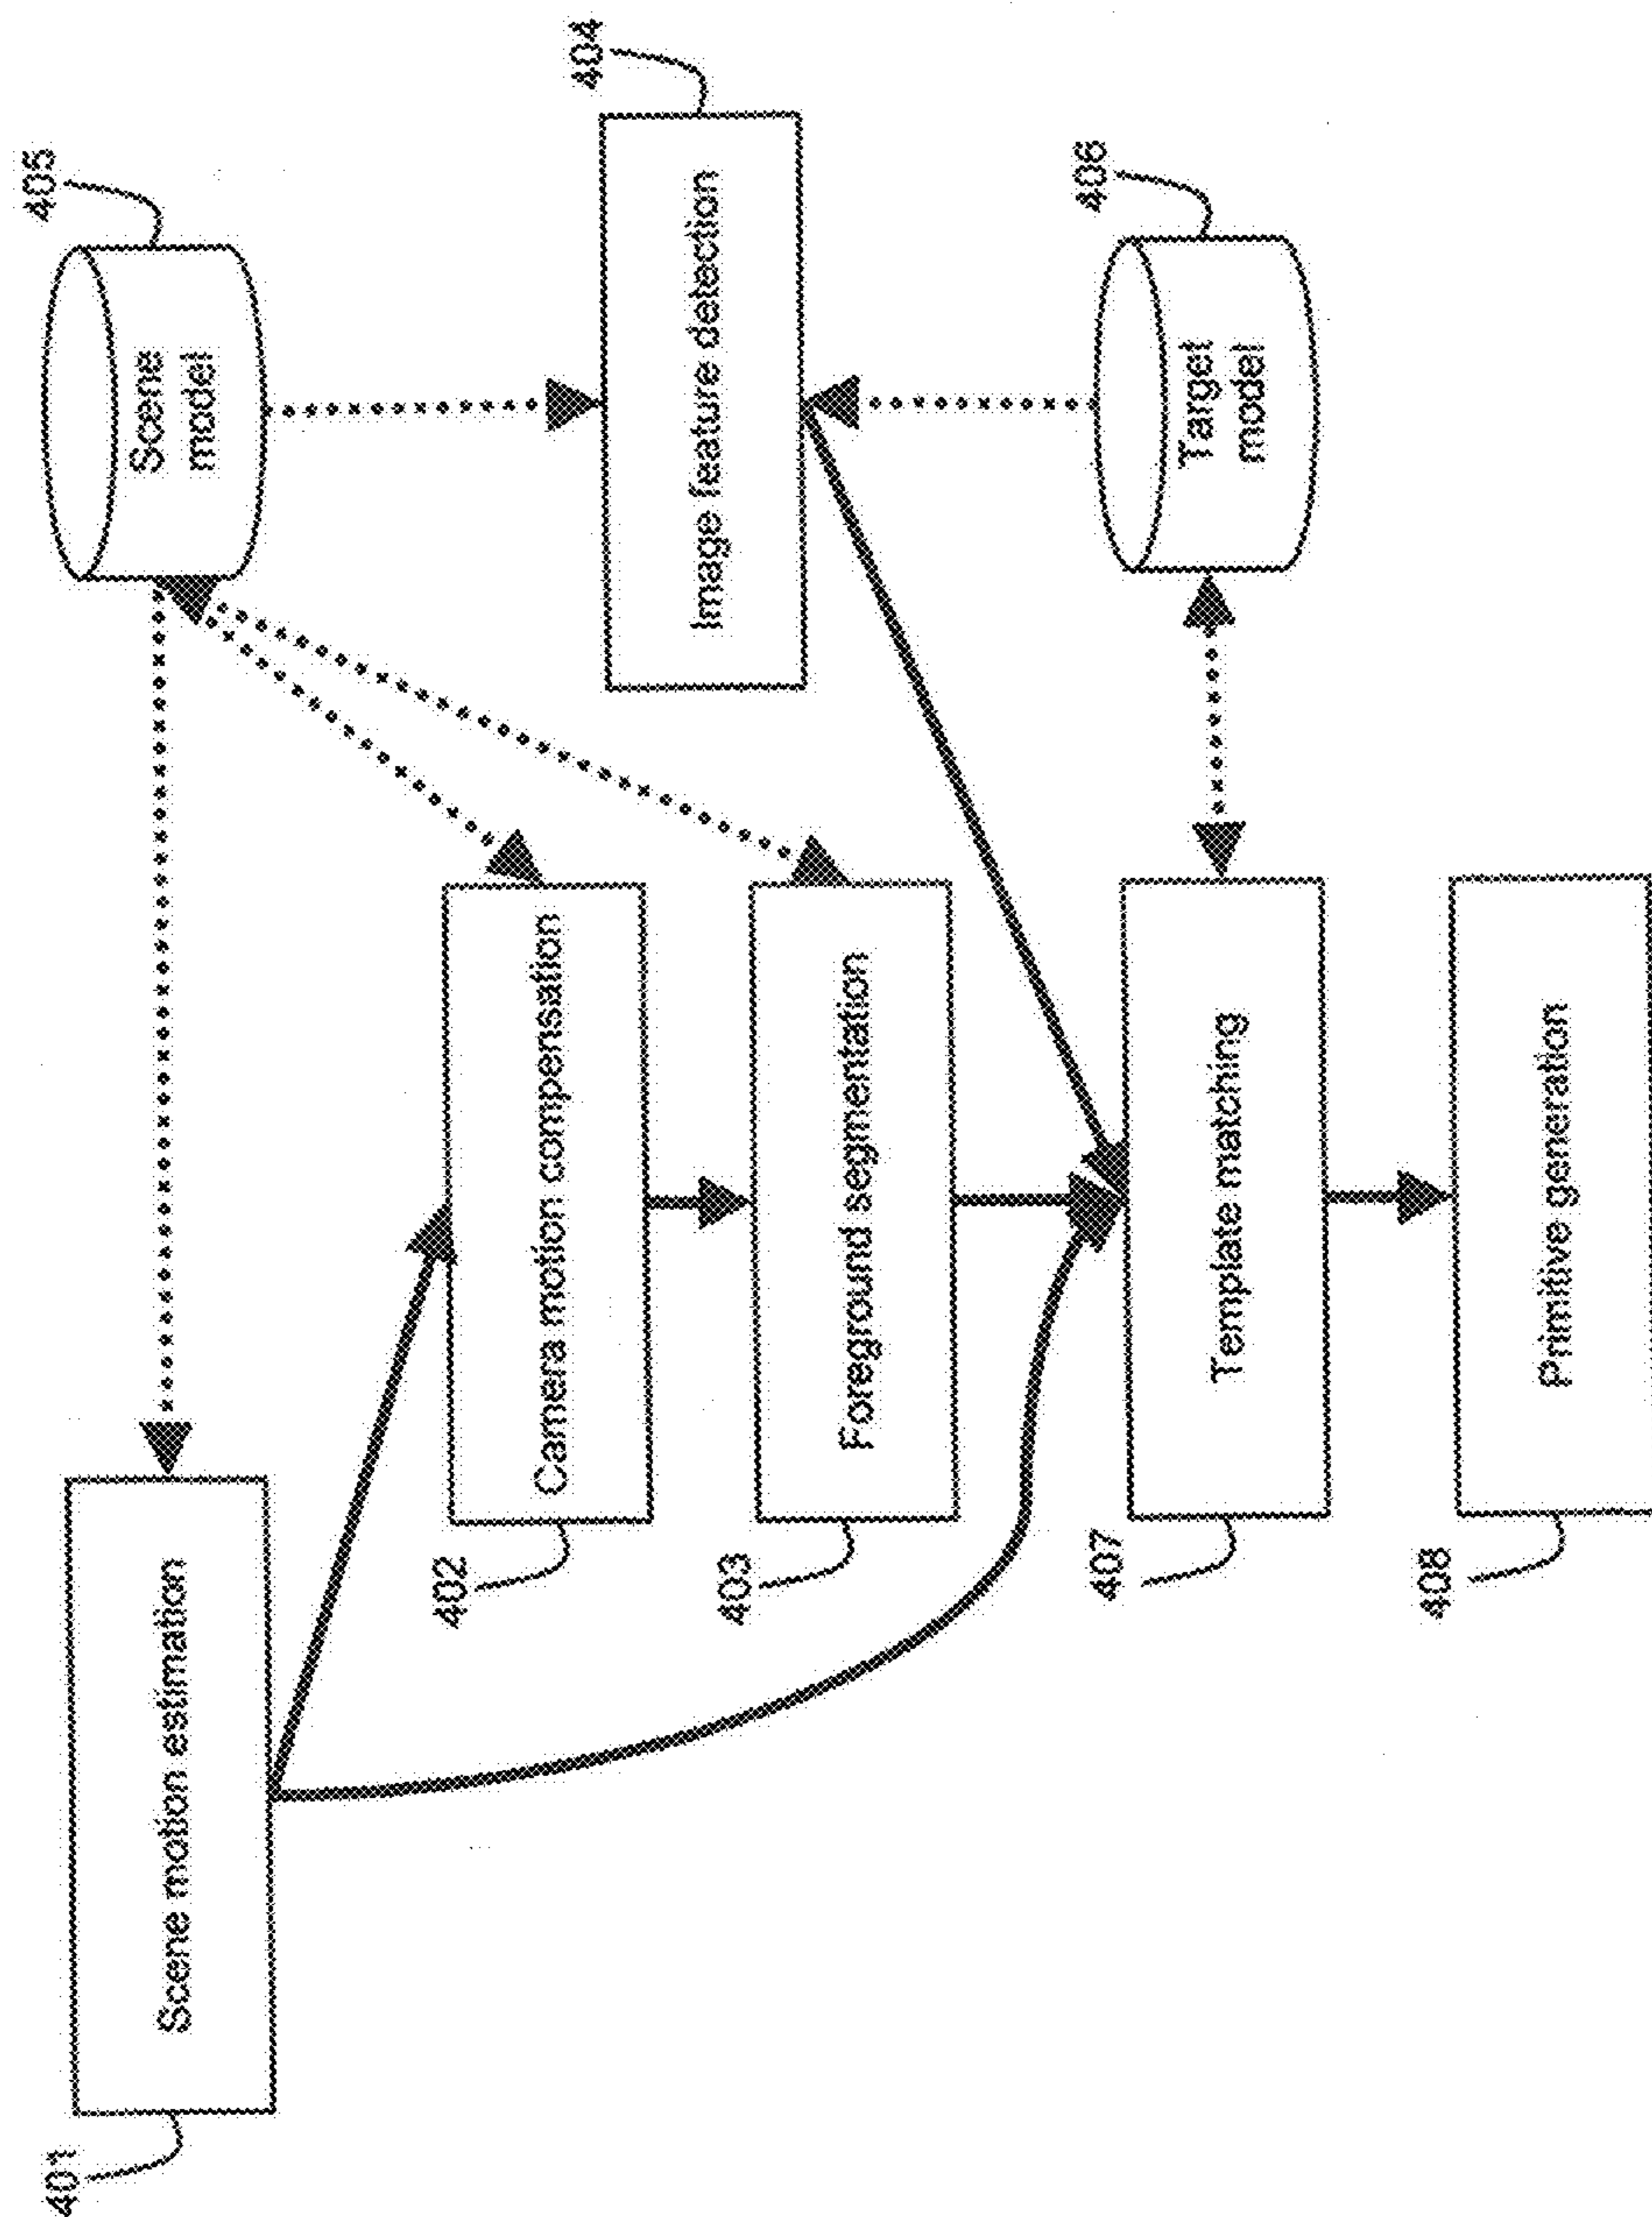 401
Scene motion estimation
405
Scene
model
402
Camera motion compensation
403
Foreground segmentation
404
Image feature detection
406
Target
model
407
Template matching
408
Primitive generation